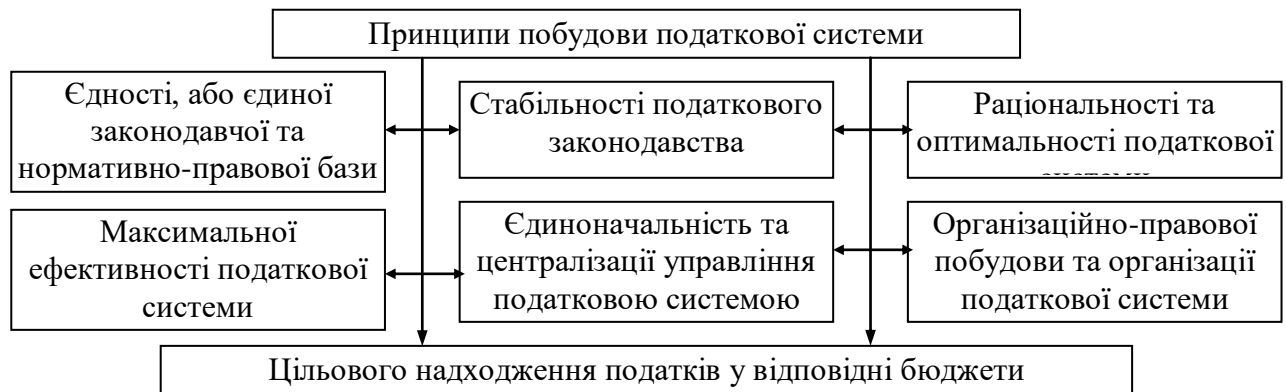 Принципи побудови податкової системи
Єдності, або єдиної
законодавчої та
нормативно-правової бази
Стабільності податкового
законодавства
Раціональності та
оптимальності податкової
Максимальної
ефективності податкової
системи
Єдиноначальність та
централізації управління
податковою системою
Організаційно-правової
побудови та організації
податкової системи
Цільового надходження податків у відповідні бюджети